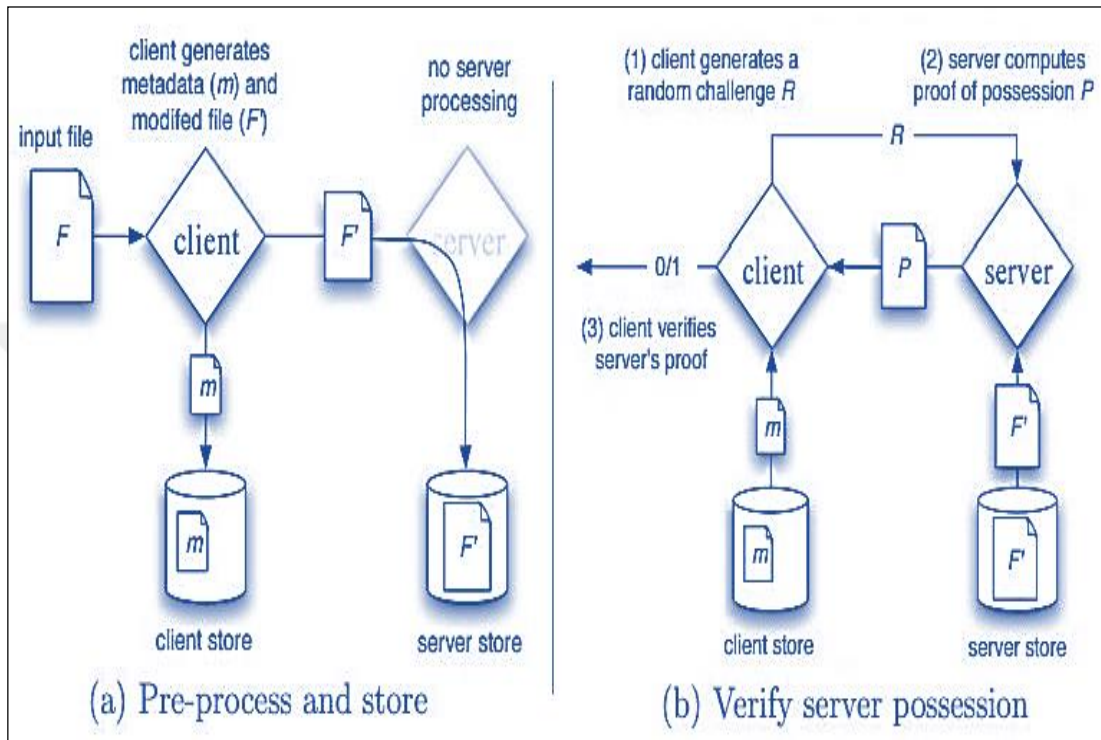 client generates
metadata (m) and
modifed file (F')
no server
processing
input file
F
client
F'
server
m
m
client store
F'
server store
(a) Pre-process and store
(1) client generates a
random challenge R
(2) server computes
proof of possession P
R
0/1
client
P
server
(3) client verifies
server's proof
m
F'
m
client store
F'
server store
(b) Verify server possession